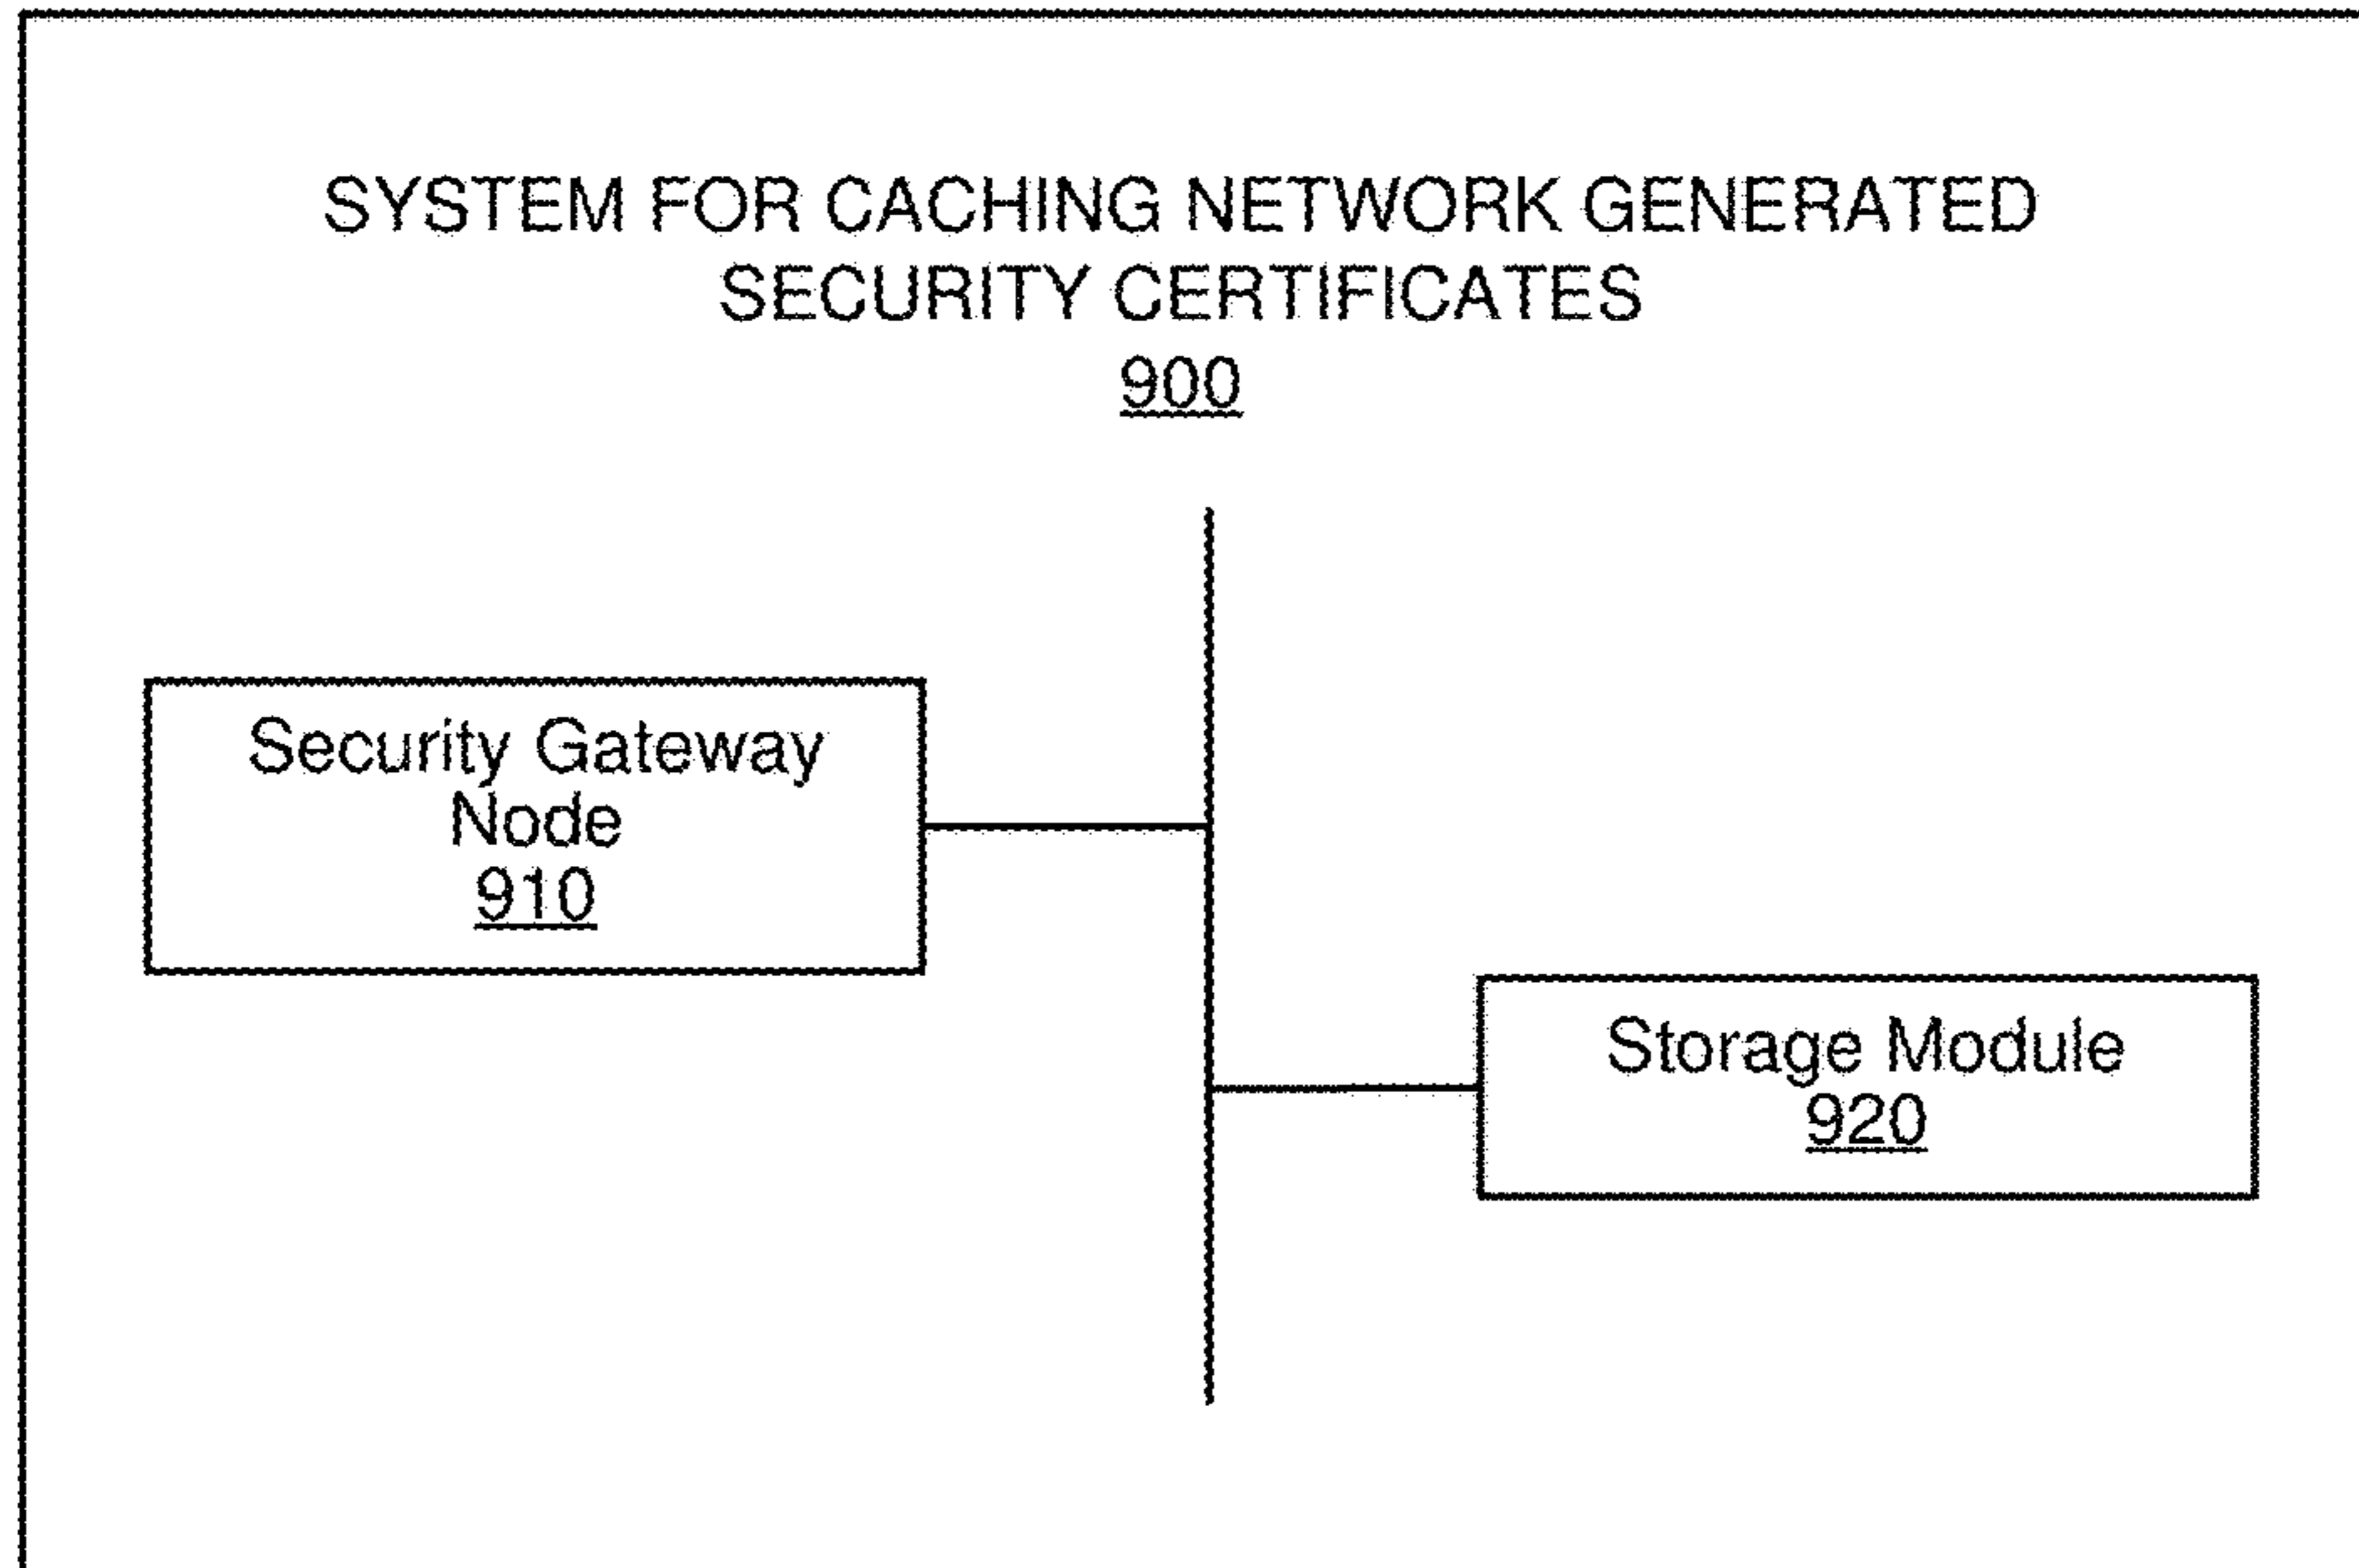 SYSTEM FOR CACHING NETWORK GENERATED
SECURITY CERTIFICATES
900
Security Gateway
Node
910
Storage Module
920